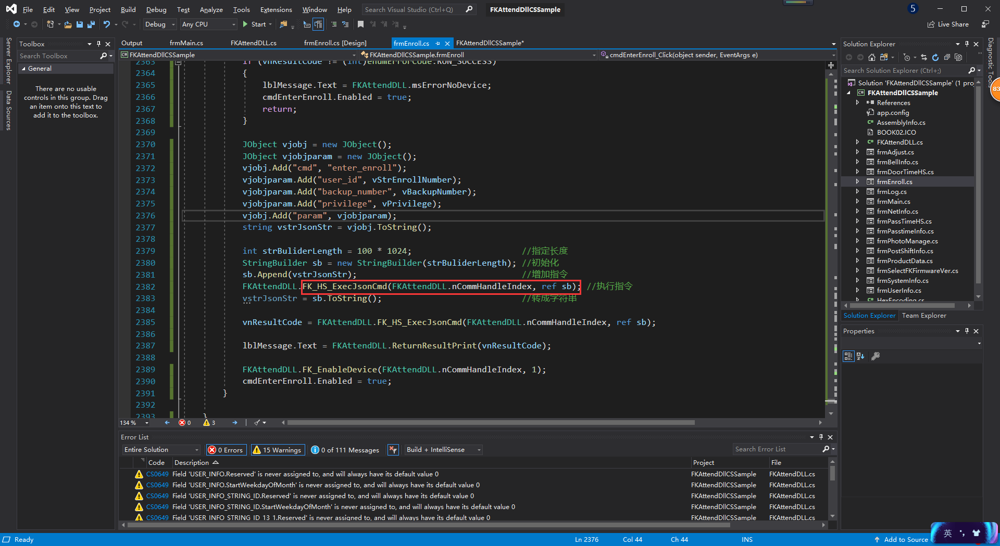 File Edit View Project Build Debug Test Analyze Tools Extensions Window Help Search Visual Studio (Ctrl+Q) FKAttendDllCSSample 5
Debug Any CPU Start Live Share
Server Explorer
Data Sources
Toolbox
Search Toolbox
General
There are no usable
controls in this group. Drag
an item onto this text to
add it to the toolbox.
Output frmMain.cs FKAttendDLL.cs frmEnroll.cs [Design] frmEnroll.cs FKAttendDllCSSample*
FKAttendDllCSSample FKAttendDllCSSample.frmEnroll cmdEnterEnroll_Click(object sender, EventArgs e)
2363 if (vnResultCode != (int)enumErrorCode.RUN_SUCCESS)
2364 {
2365 lblMessage.Text = FKAttendDLL.msErrorNoDevice;
2366 cmdEnterEnroll.Enabled = true;
2367 return;
2368 }
2369
2370 JObject vjobj = new JObject();
2371 JObject vjobjparam = new JObject();
2372 vjobj.Add("cmd", "enter_enroll");
2373 vjobjparam.Add("user_id", vStrEnrollNumber);
2374 vjobjparam.Add("backup_number", vBackupNumber);
2375 vjobjparam.Add("privilege", vPrivilege);
2376 vjobj.Add("param", vjobjparam);
2377 string vstrJsonStr = vjobj.ToString();
2378
2379 int strBuliderLength = 100 * 1024; //指定长度
2380 StringBuilder sb = new StringBuilder(strBuliderLength); //初始化
2381 sb.Append(vstrJsonStr); //增加指令
2382 FKAttendDLL.FK_HS_ExecJsonCmd(FKAttendDLL.nCommHandleIndex, ref sb); //执行指令
2383 vstrJsonStr = sb.ToString(); //转成字符串
2384
2385 vnResultCode = FKAttendDLL.FK_HS_ExecJsonCmd(FKAttendDLL.nCommHandleIndex, ref sb);
2386
2387 lblMessage.Text = FKAttendDLL.ReturnResultPrint(vnResultCode);
2388
2389 FKAttendDLL.FK_EnableDevice(FKAttendDLL.nCommHandleIndex, 1);
2390 cmdEnterEnroll.Enabled = true;
2391 }
2392
2393 }
134 % 0 3
Error List
Entire Solution 0 Errors 15 Warnings 0 of 111 Messages Build + IntelliSense Search Error List
Code Description Project File
CS0649 Field 'USER_INFO.Reserved' is never assigned to, and will always have its default value 0 FKAttendDllCSSample FKAttendDLL.cs
CS0649 Field 'USER_INFO.StartWeekdayOfMonth' is never assigned to, and will always have its default value 0 FKAttendDllCSSample FKAttendDLL.cs
CS0649 Field 'USER_INFO_STRING_ID.Reserved' is never assigned to, and will always have its default value 0 FKAttendDllCSSample FKAttendDLL.cs
CS0649 Field 'USER_INFO_STRING_ID.StartWeekdayOfMonth' is never assigned to, and will always have its default value 0 FKAttendDllCSSample FKAttendDLL.cs
CS0649 Field 'USER_INFO_STRING_ID_13_1.Reserved' is never assigned to, and will always have its default value 0 FKAttendDllCSSample FKAttendDLL.cs
Solution Explorer
Search Solution Explorer (Ctrl+;)
Solution 'FKAttendDllCSSample' (1 pro
FKAttendDllCSSample
References
app.config
AssemblyInfo.cs
BOOK02.ICO
FKAttendDLL.cs
frmAdjust.cs
frmBellInfo.cs
frmDoorTimeHS.cs
frmEnroll.cs
frmLog.cs
frmMain.cs
frmNetInfo.cs
frmPassTimeHS.cs
frmPasstimeInfo.cs
frmPhotoManage.cs
frmPostShiftInfo.cs
frmProductData.cs
frmSelectFKFirmwareVer.cs
frmSystemInfo.cs
frmUserInfo.cs
HexEncoding.cs
Solution Explorer Team Explorer
Properties
Diagnostic Tools
83
Ready Ln 2376 Col 44 Ch 44 INS Add to Source
英